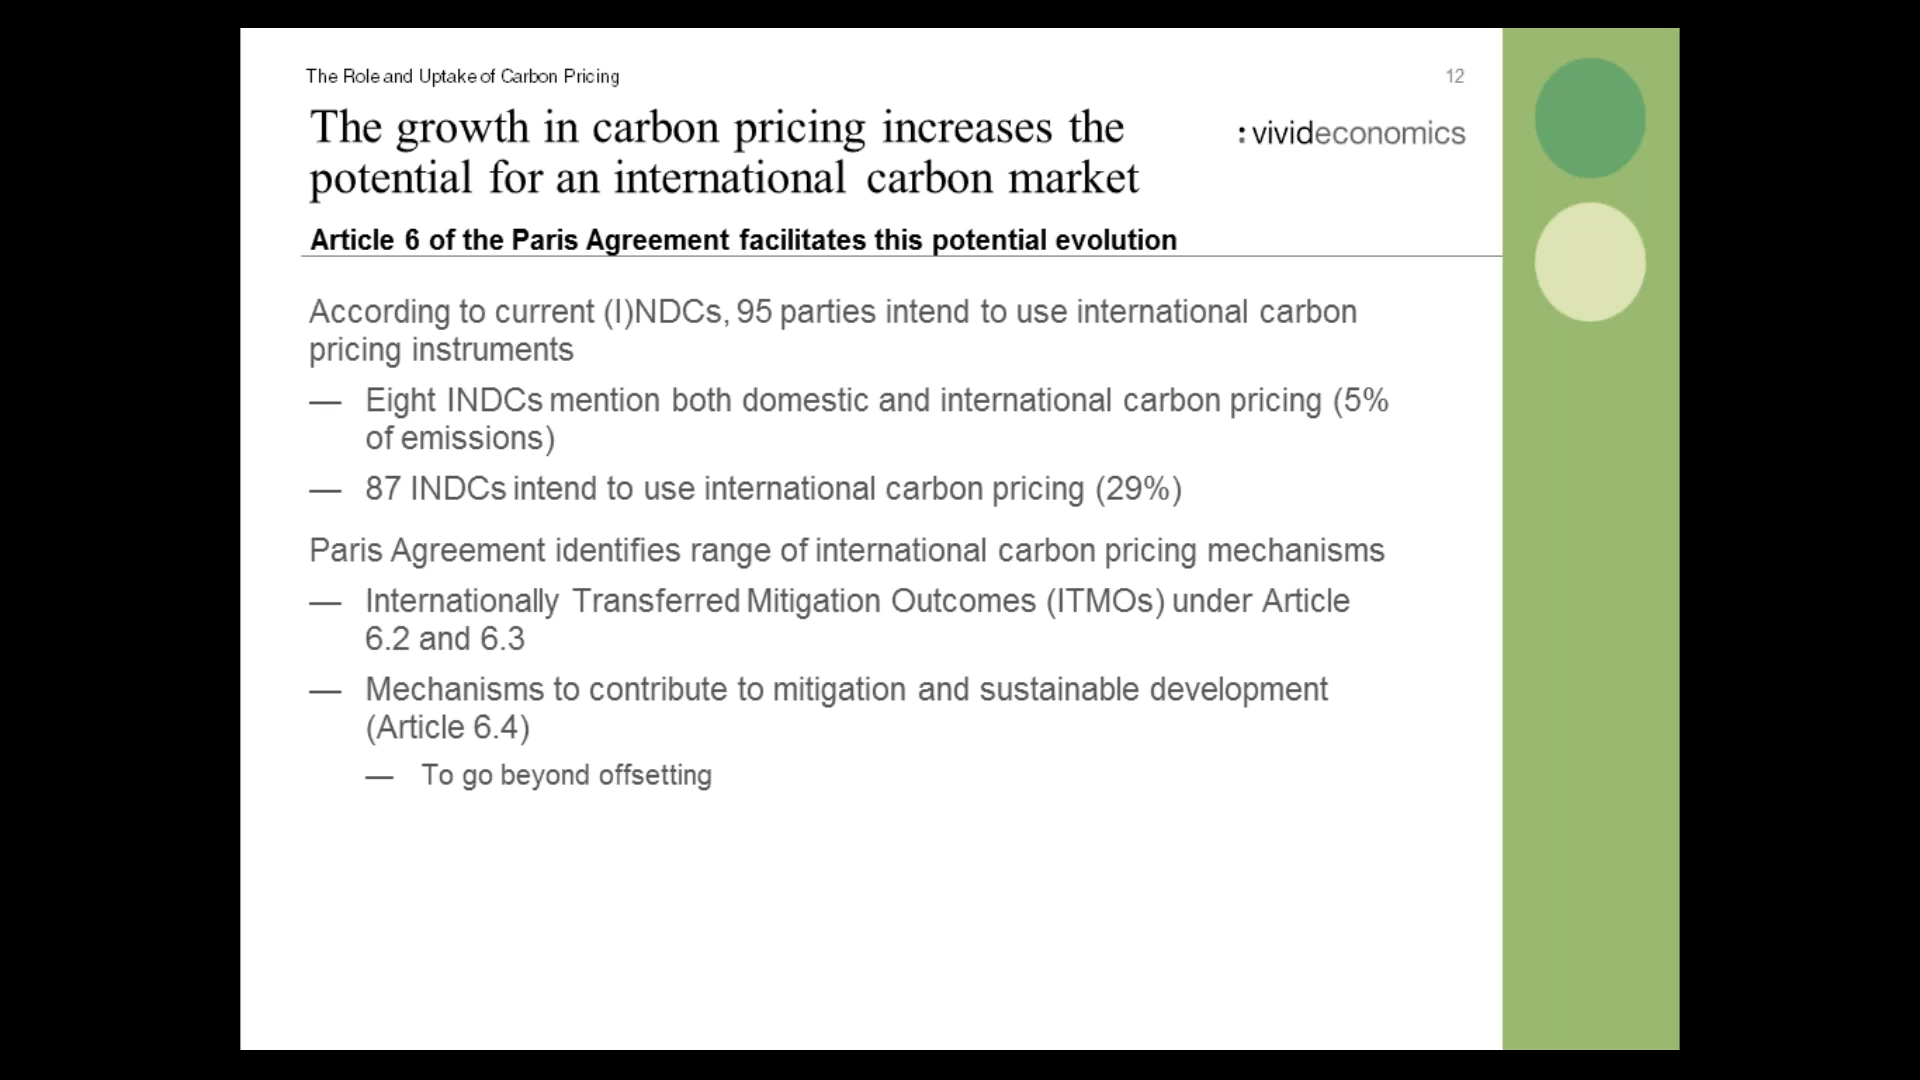 The Role and Uptake of Carbon Pricing
12
The growth in carbon pricing increases the
potential for an international carbon market
:vivideconomics
Article 6 of the Paris Agreement facilitates this potential evolution
According to current (I)NDCs, 95 parties intend to use international carbon
pricing instruments
— Eight INDCs mention both domestic and international carbon pricing (5%
of emissions)
— 87 INDCs intend to use international carbon pricing (29%)
Paris Agreement identifies range of international carbon pricing mechanisms
— Internationally Transferred Mitigation Outcomes (ITMOs) under Article
6.2 and 6.3
— Mechanisms to contribute to mitigation and sustainable development
(Article 6.4)
— To go beyond offsetting